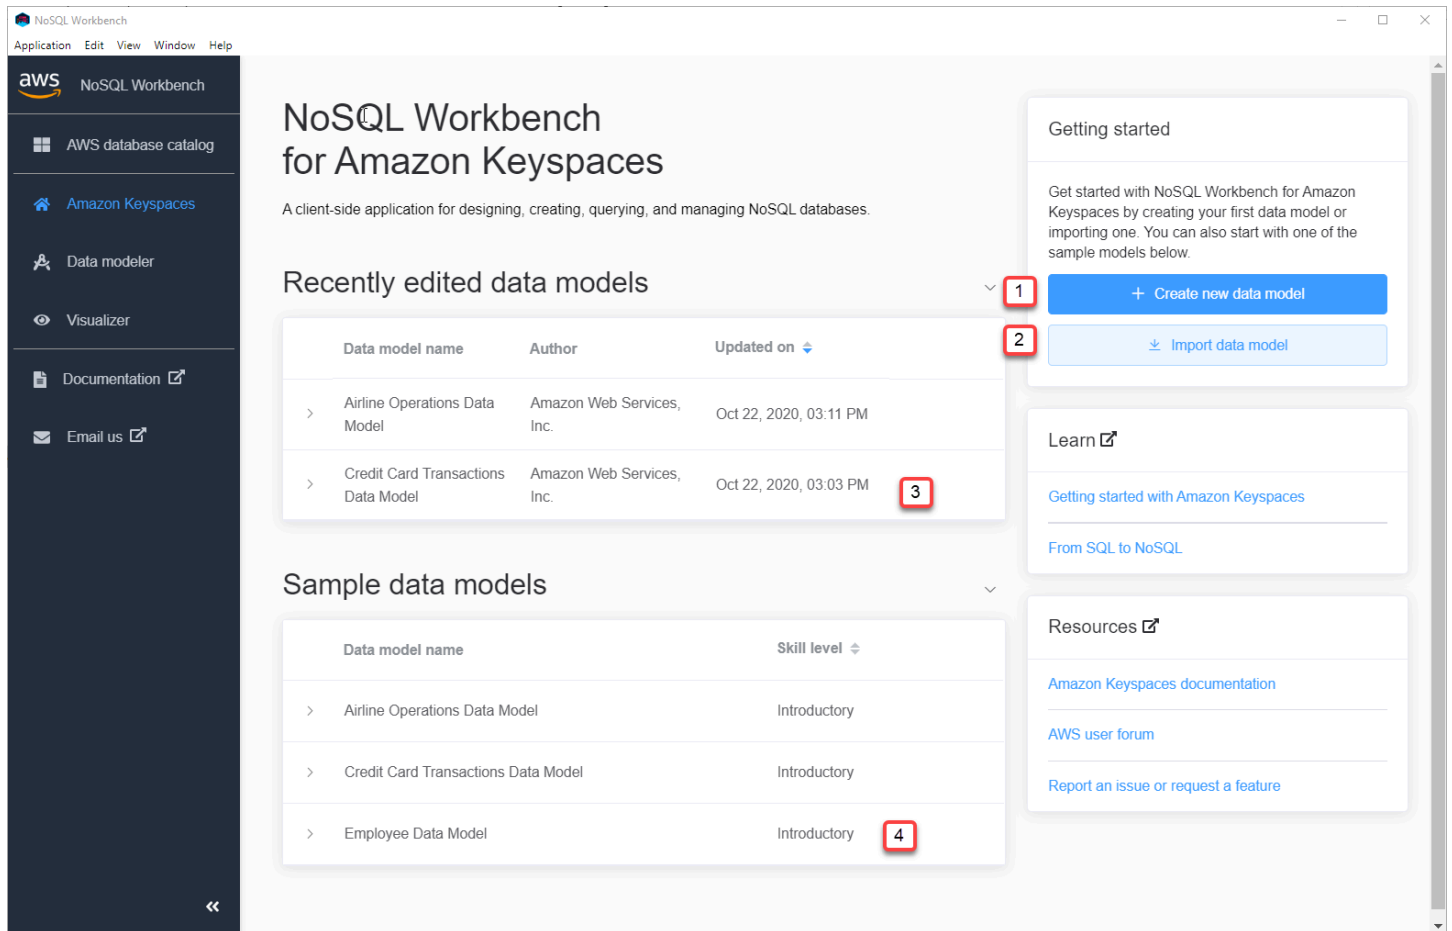 NoSQL Workbench
Application Edit View Window Help
aws NoSQL Workbench
AWS database catalog
Amazon Keyspaces
Data modeler
Visualizer
Documentation
Email us
NoSQL Workbench
for Amazon Keyspaces
A client-side application for designing, creating, querying, and managing NoSQL databases.
Recently edited data models
Data model name Author Updated on
Airline Operations Data
Model
Amazon Web Services,
Inc.
Oct 22, 2020, 03:11 PM
Credit Card Transactions
Data Model
Amazon Web Services,
Inc.
Oct 22, 2020, 03:03 PM
3
Sample data models
Data model name Skill level
Airline Operations Data Model Introductory
Credit Card Transactions Data Model Introductory
Employee Data Model Introductory
4
Getting started
Get started with NoSQL Workbench for Amazon
Keyspaces by creating your first data model or
importing one. You can also start with one of the
sample models below.
1
+ Create new data model
2
Import data model
Learn
Getting started with Amazon Keyspaces
From SQL to NoSQL
Resources
Amazon Keyspaces documentation
AWS user forum
Report an issue or request a feature